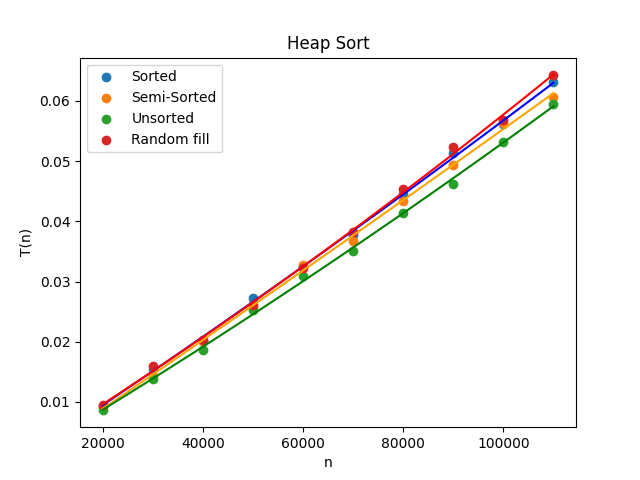 Heap Sort
Sorted
Semi-Sorted
Unsorted
Random fill
0.06
0.05
0.04
0.03
0.02
0.01
T(n)
20000 40000 60000 80000 100000
n